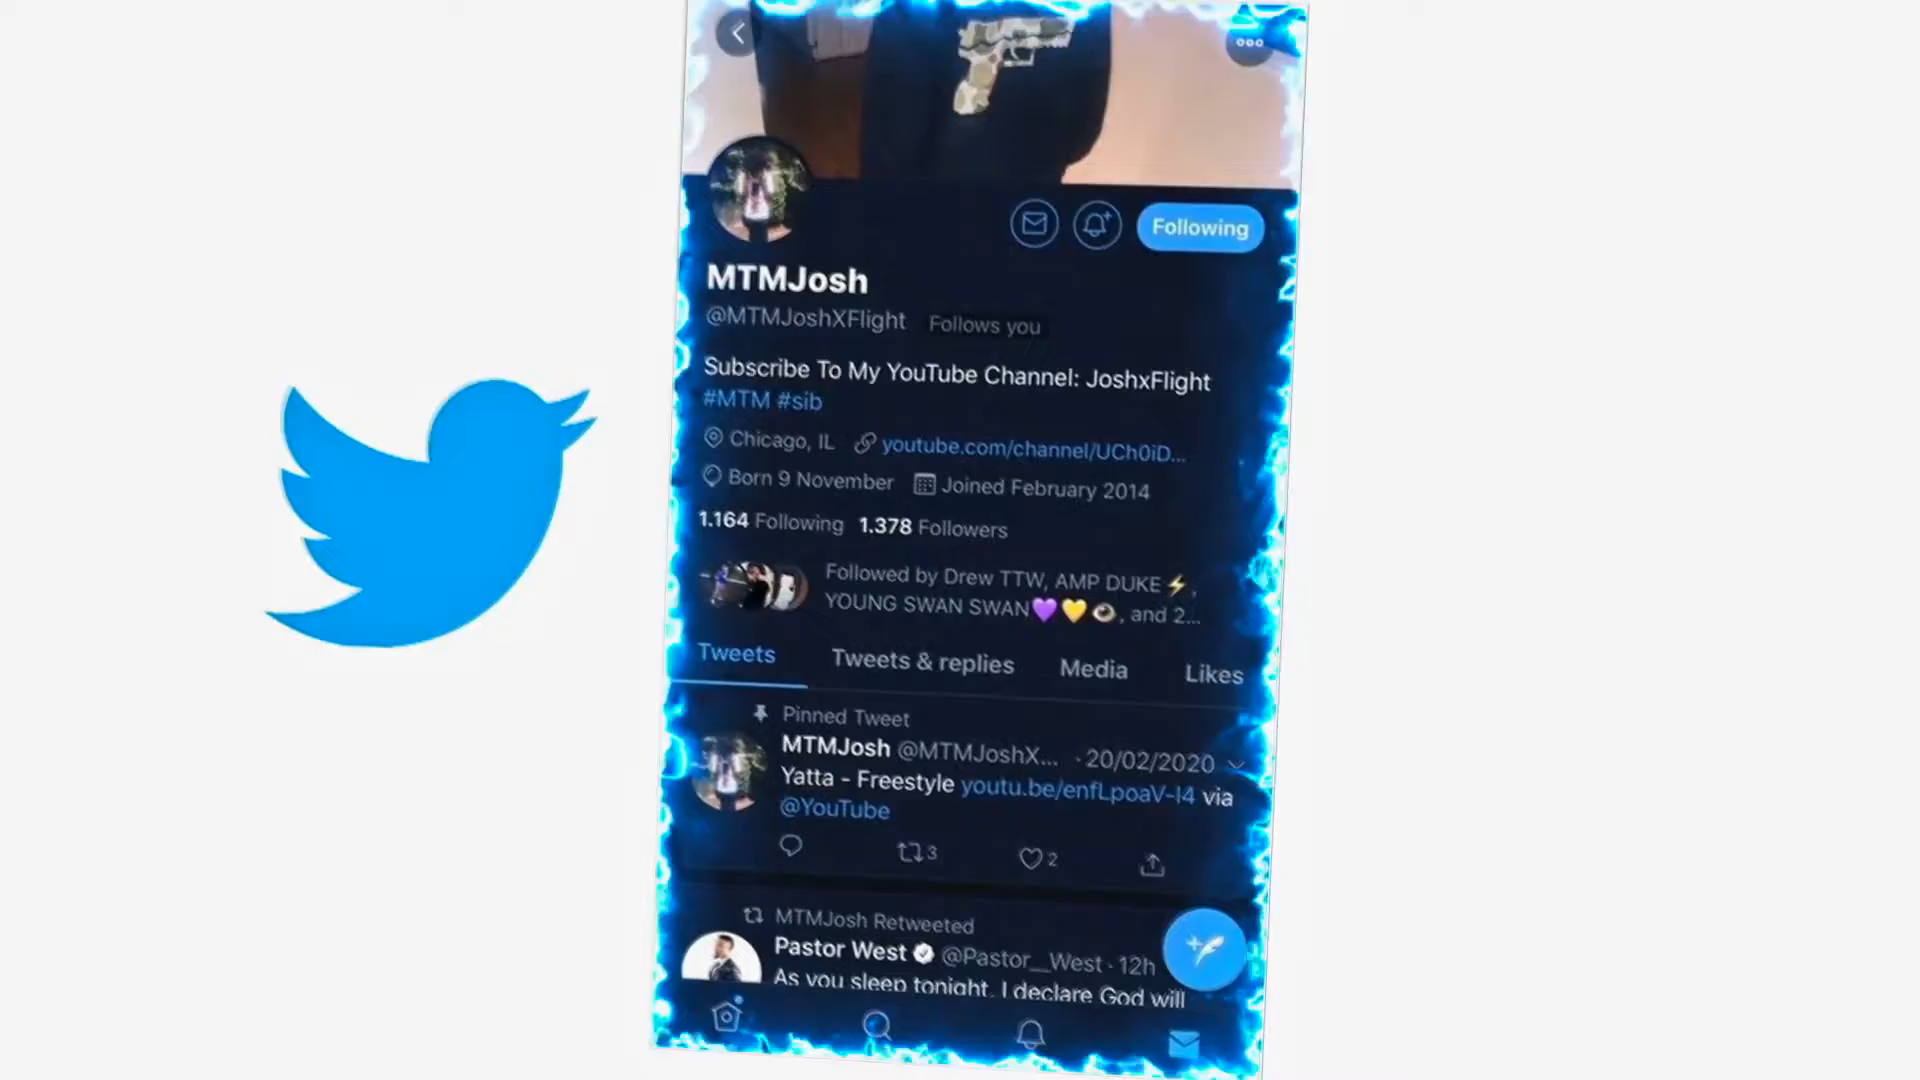 Following
MTMJosh
@MTMJoshXFlight Follows you
Subscribe To My YouTube Channel: JoshxFlight
#MTM #sib
Chicago, IL youtube.com/channel/UCh0iD...
Born 9 November Joined February 2014
1.164 Following 1.378 Followers
Followed by Drew TTW, AMP DUKE⚡,
YOUNG SWAN SWAN💜💛👁, and 2...
Tweets Tweets & replies Media Likes
Pinned Tweet
MTMJosh @MTMJoshX... · 20/02/2020
Yatta - Freestyle youtu.be/enfLpoaV-I4 via
@YouTube
3 2
MTMJosh Retweeted
Pastor West @Pastor__West · 12h
As you sleep tonight, I declare God will